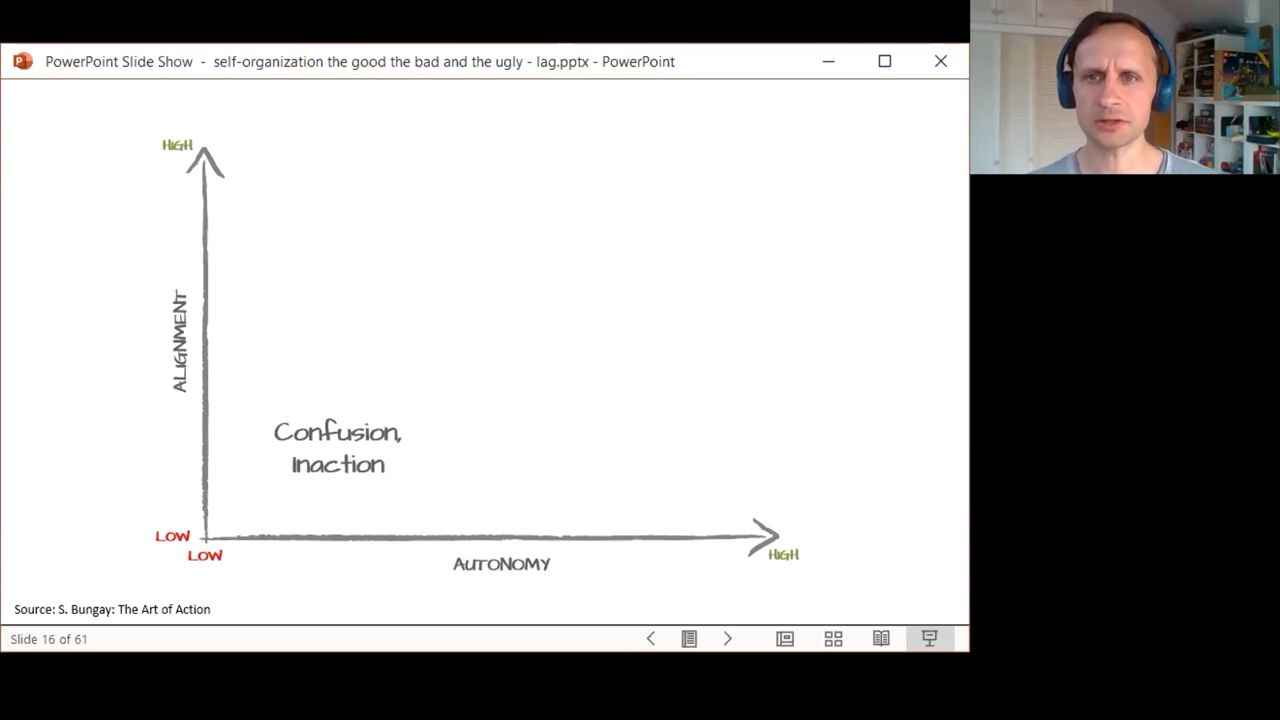 PowerPoint Slide Show - self-organization the good the bad and the ugly - lag.pptx - PowerPoint
HIGH
ALIGNMENT
Confusion,
Inaction
LOW
LOW
AUTONOMY
HIGH
Source: S. Bungay: The Art of Action
Slide 16 of 61